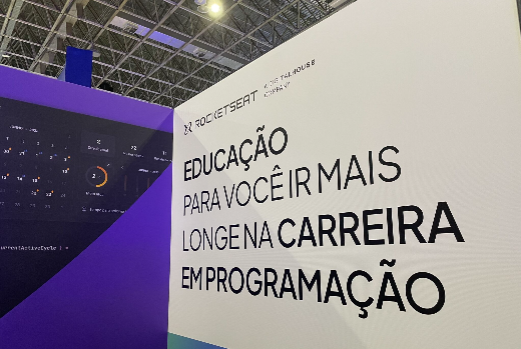 ROCKETSEAT
EDUCAÇÃO
PARA VOCÊ IR MAIS
LONGE NA CARREIRA
EM PROGRAMAÇÃO